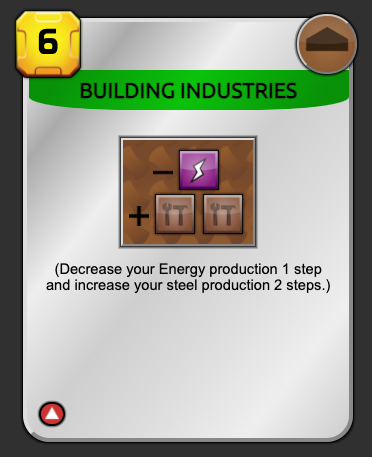 6
BUILDING INDUSTRIES
−
+
(Decrease your Energy production 1 step
and increase your steel production 2 steps.)